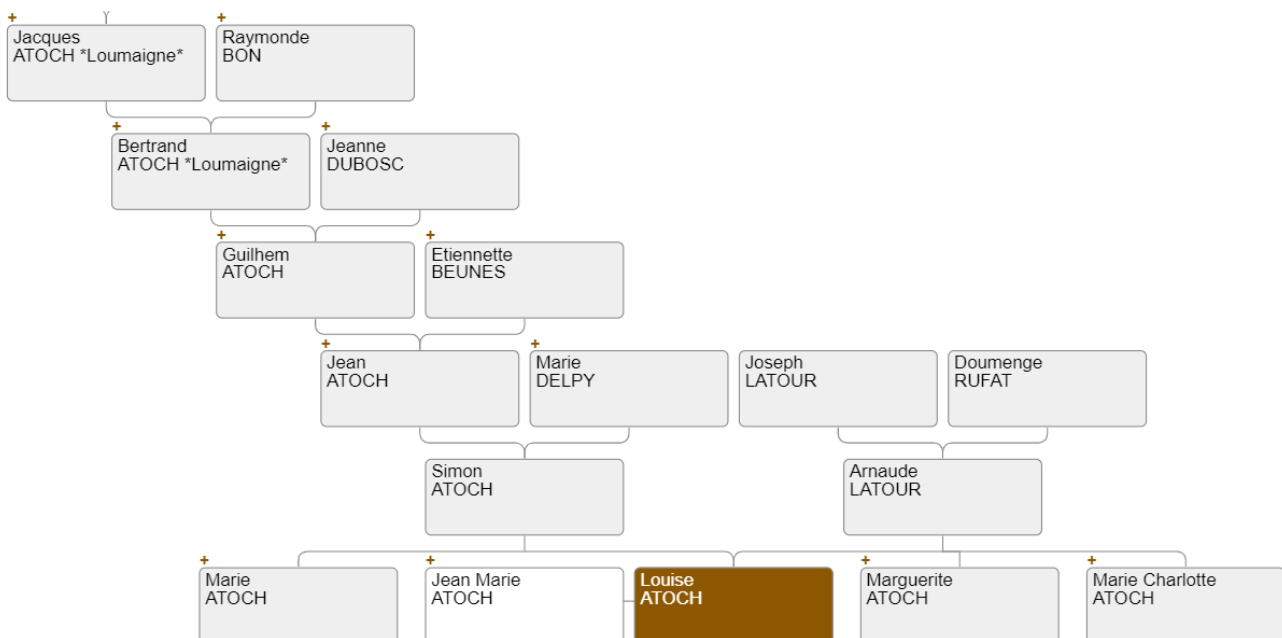 +
+
Jacques
ATOCH *Loumaigne*
Raymonde
BON
+
+
Bertrand
ATOCH *Loumaigne*
Jeanne
DUBOSC
+
+
Guilhem
ATOCH
Etiennette
BEUNES
+
+
Jean
ATOCH
Marie
DELPY
Joseph
LATOUR
Doumenge
RUFAT
Simon
ATOCH
Arnaude
LATOUR
+
+
+
+
Marie
ATOCH
Jean Marie
ATOCH
Louise
ATOCH
Marguerite
ATOCH
Marie Charlotte
ATOCH